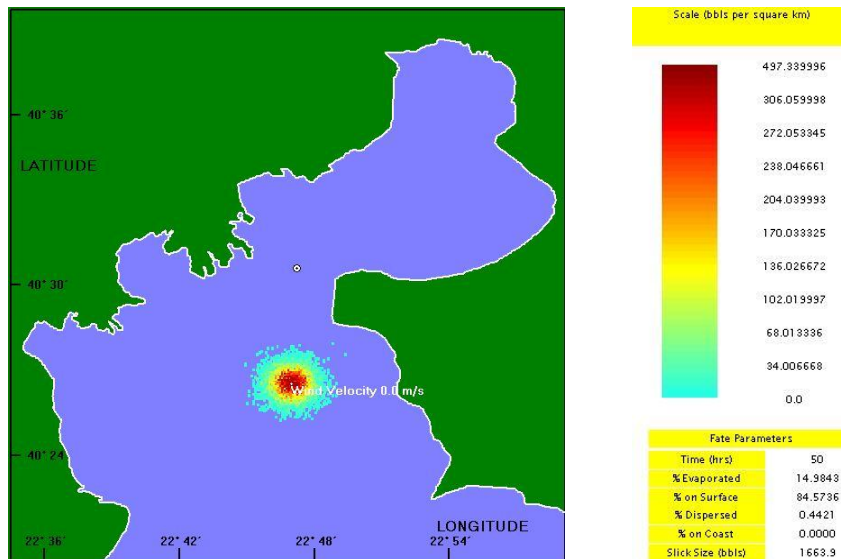 Scale (bbls per square km)
497.339996
306.059998
272.053345
238.046661
204.039993
170.033325
136.026672
102.019997
68.013336
34.006668
0.0
40° 36′
LATITUDE
40° 30′
Wind Velocity 0.0 m/s
40° 24′
LONGITUDE
22° 36′ 22° 42′ 22° 48′ 22° 54′
Fate Parameters
Time (hrs) 50
% Evaporated 14.9843
% on Surface 84.5736
% Dispersed 0.4421
% on Coast 0.0000
Slick Size (bbls) 1663.9